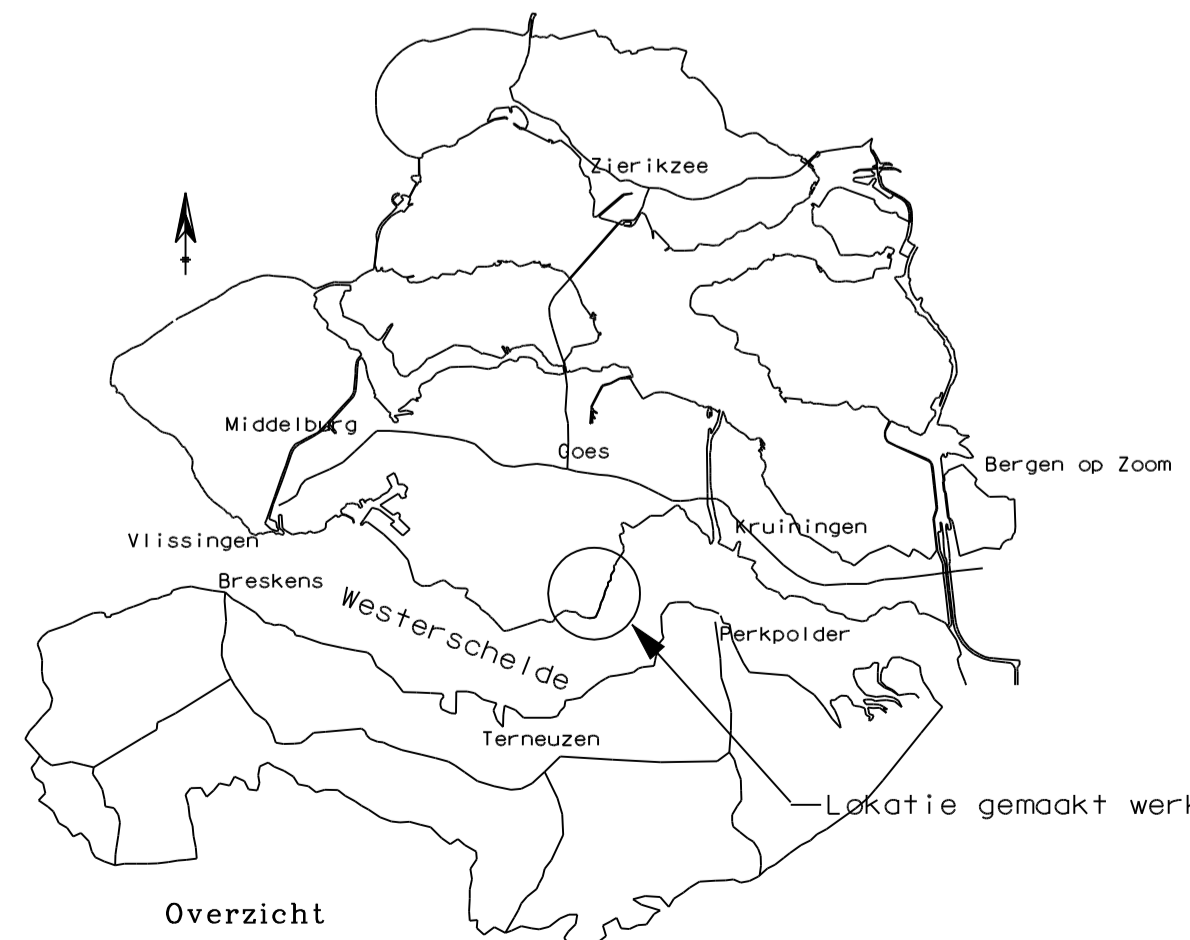 Zierikzee
Middelburg
Goes
Bergen op Zoom
Kruiningen
Vlissingen
Breskens
Westerschelde
Perkpolder
Terneuzen
Lokatie gemaakt werk
Overzicht